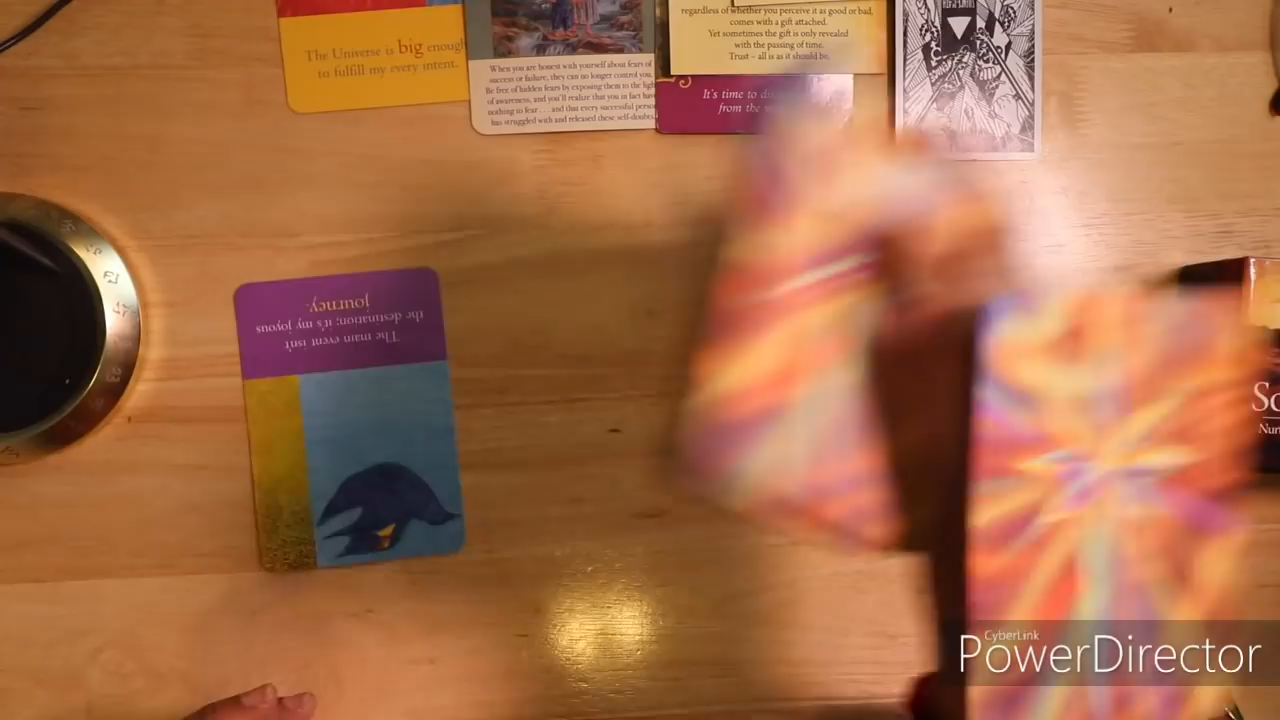 The Universe is big enough
to fulfill my every intent.
When you are honest with yourself about fears of
success or failure, they can no longer control you.
Be free of hidden fears by exposing them to the light
of awareness, and you'll realize that you in fact have
nothing to fear . . . and that every successful person
has struggled with and released these self-doubts.
regardless of whether you perceive it as good or bad,
comes with a gift attached.
Yet sometimes the gift is only revealed
with the passing of time.
Trust – all is as it should be.
It's time to
from the
The main event isn't
the destination; it's my joyous
journey.
CyberLink
PowerDirector